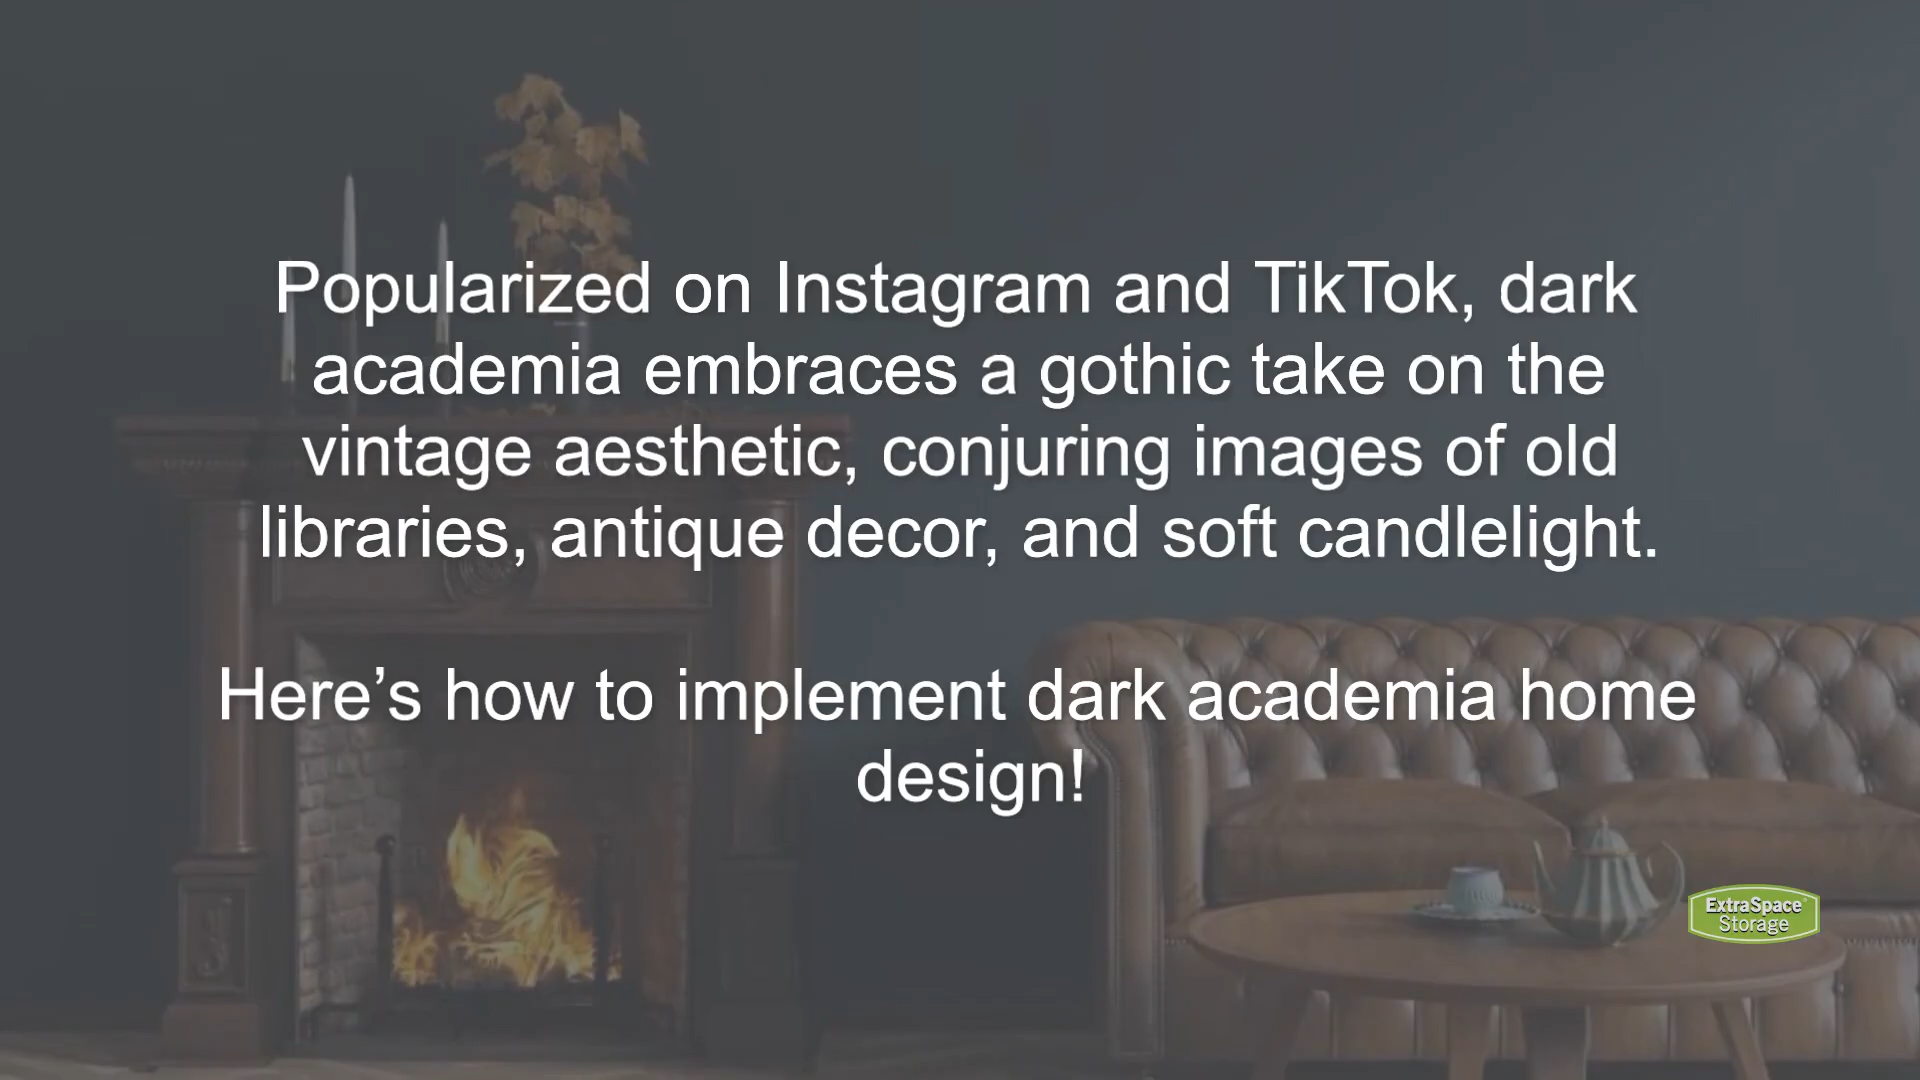 Popularized on Instagram and TikTok, dark
academia embraces a gothic take on the
vintage aesthetic, conjuring images of old
libraries, antique decor, and soft candlelight.
Here’s how to implement dark academia home
design!
ExtraSpace®
Storage